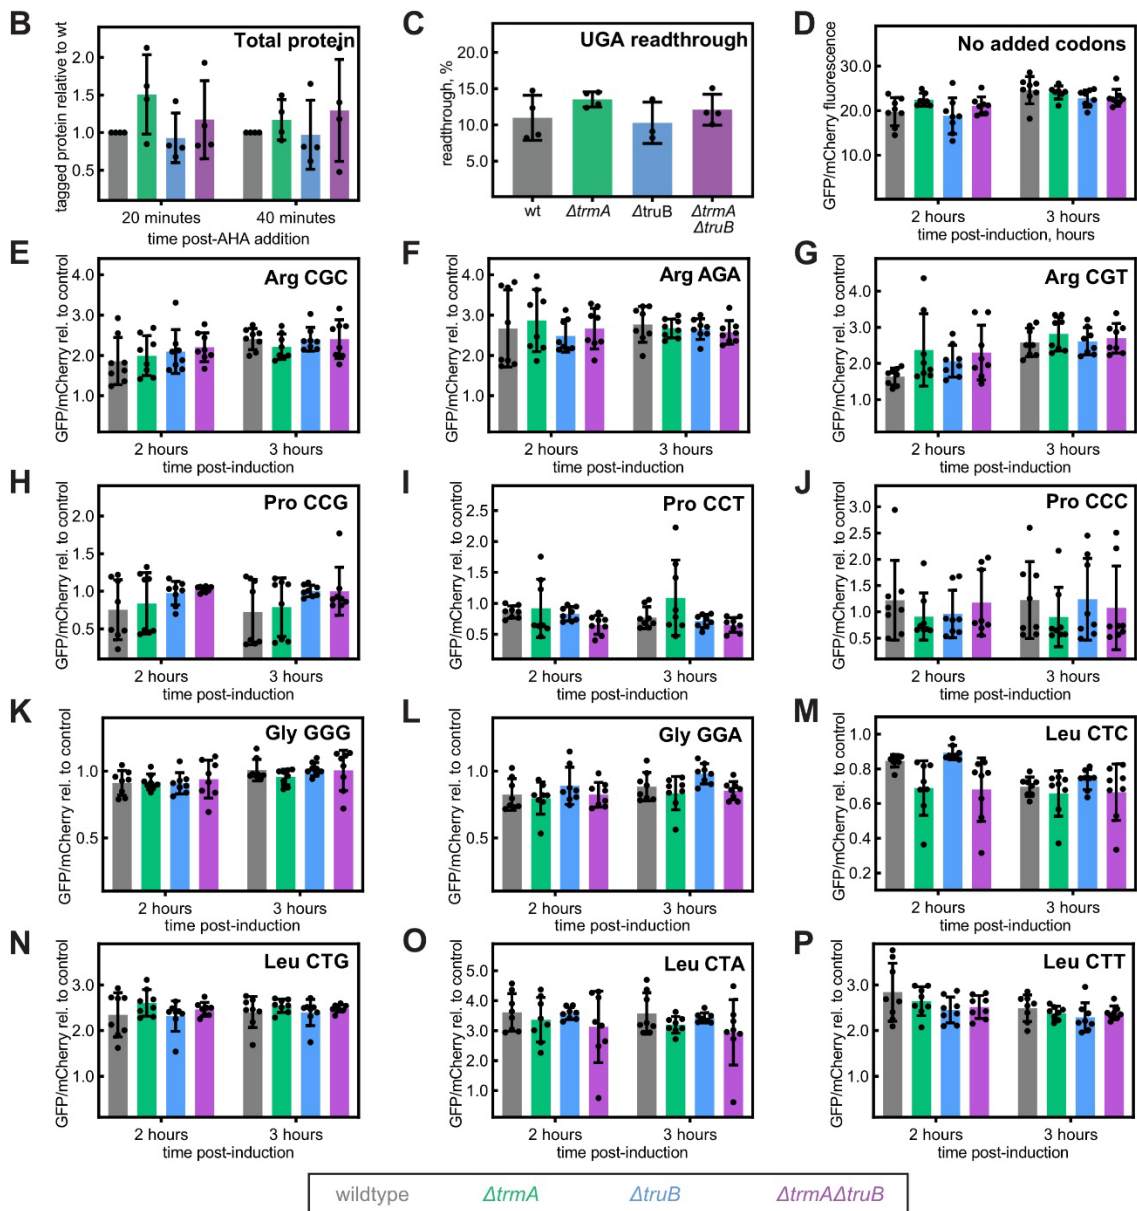 B
Total protein
tagged protein relative to wt
2.0
1.5
1.0
0.5
20 minutes
40 minutes
time post-AHA addition
C
UGA readthrough
readthrough, %
20.0
15.0
10.0
5.0
wt
ΔtrmA
ΔtruB
ΔtrmA
ΔtruB
D
No added codons
GFP/mCherry fluorescence
30.0
20.0
10.0
2 hours
3 hours
time post-induction, hours
E
Arg CGC
GFP/mCherry rel. to control
4.0
3.0
2.0
1.0
2 hours
3 hours
time post-induction
F
Arg AGA
GFP/mCherry rel. to control
4.0
3.0
2.0
1.0
2 hours
3 hours
time post-induction
G
Arg CGT
GFP/mCherry rel. to control
4.0
3.0
2.0
1.0
2 hours
3 hours
time post-induction
H
Pro CCG
GFP/mCherry rel. to control
2.0
1.5
1.0
0.5
2 hours
3 hours
time post-induction
I
Pro CCT
GFP/mCherry rel. to control
2.5
2.0
1.5
1.0
0.5
2 hours
3 hours
time post-induction
J
Pro CCC
GFP/mCherry rel. to control
3.0
2.5
2.0
1.5
1.0
0.5
2 hours
3 hours
time post-induction
K
Gly GGG
GFP/mCherry rel. to control
1.0
0.5
2 hours
3 hours
time post-induction
L
Gly GGA
GFP/mCherry rel. to control
1.0
0.5
2 hours
3 hours
time post-induction
M
Leu CTC
GFP/mCherry rel. to control
1.0
0.8
0.6
0.4
0.2
2 hours
3 hours
time post-induction
N
Leu CTG
GFP/mCherry rel. to control
3.0
2.0
1.0
2 hours
3 hours
time post-induction
O
Leu CTA
GFP/mCherry rel. to control
5.0
4.0
3.0
2.0
1.0
2 hours
3 hours
time post-induction
P
Leu CTT
GFP/mCherry rel. to control
3.0
2.0
1.0
2 hours
3 hours
time post-induction
wildtype ΔtrmA ΔtruB ΔtrmAΔtruB